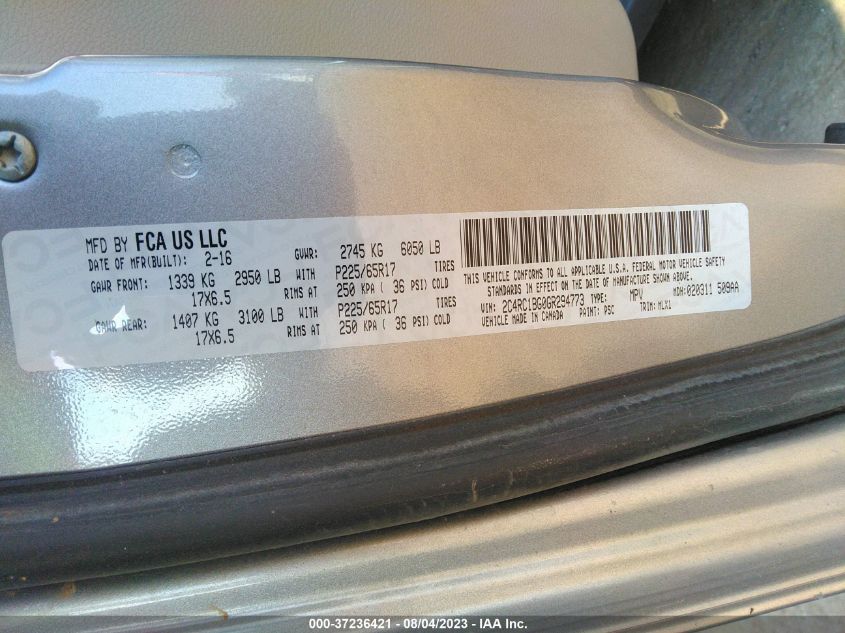 MFD BY FCA US LLC
DATE OF MFR(BUILT): 2-16 GVWR: 2745 KG 6050 LB
GAWR FRONT: 1339 KG 2950 LB WITH P225/65R17 TIRES
17X6.5 RIMS AT 250 KPA ( 36 PSI) COLD
GAWR REAR: 1407 KG 3100 LB WITH P225/65R17 TIRES
17X6.5 RIMS AT 250 KPA ( 36 PSI) COLD
THIS VEHICLE CONFORMS TO ALL APPLICABLE U.S.A. FEDERAL MOTOR VEHICLE SAFETY
STANDARDS IN EFFECT ON THE DATE OF MANUFACTURE SHOWN ABOVE.
VIN: 2C4RC1BG0GR294773 TYPE: MPV MDH: 020311 509AA
VEHICLE MADE IN CANADA PAINT: PSC TRIM: MLX1
000-37236421 - 08/04/2023 - IAA Inc.